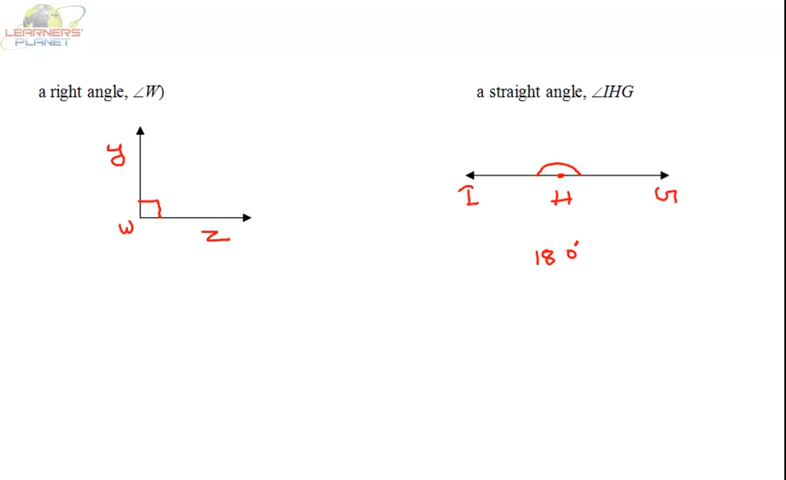 LEARNERS'
PLANET
a right angle, ∠W)
a straight angle, ∠IHG
y
W
Z
I
H
G
180°